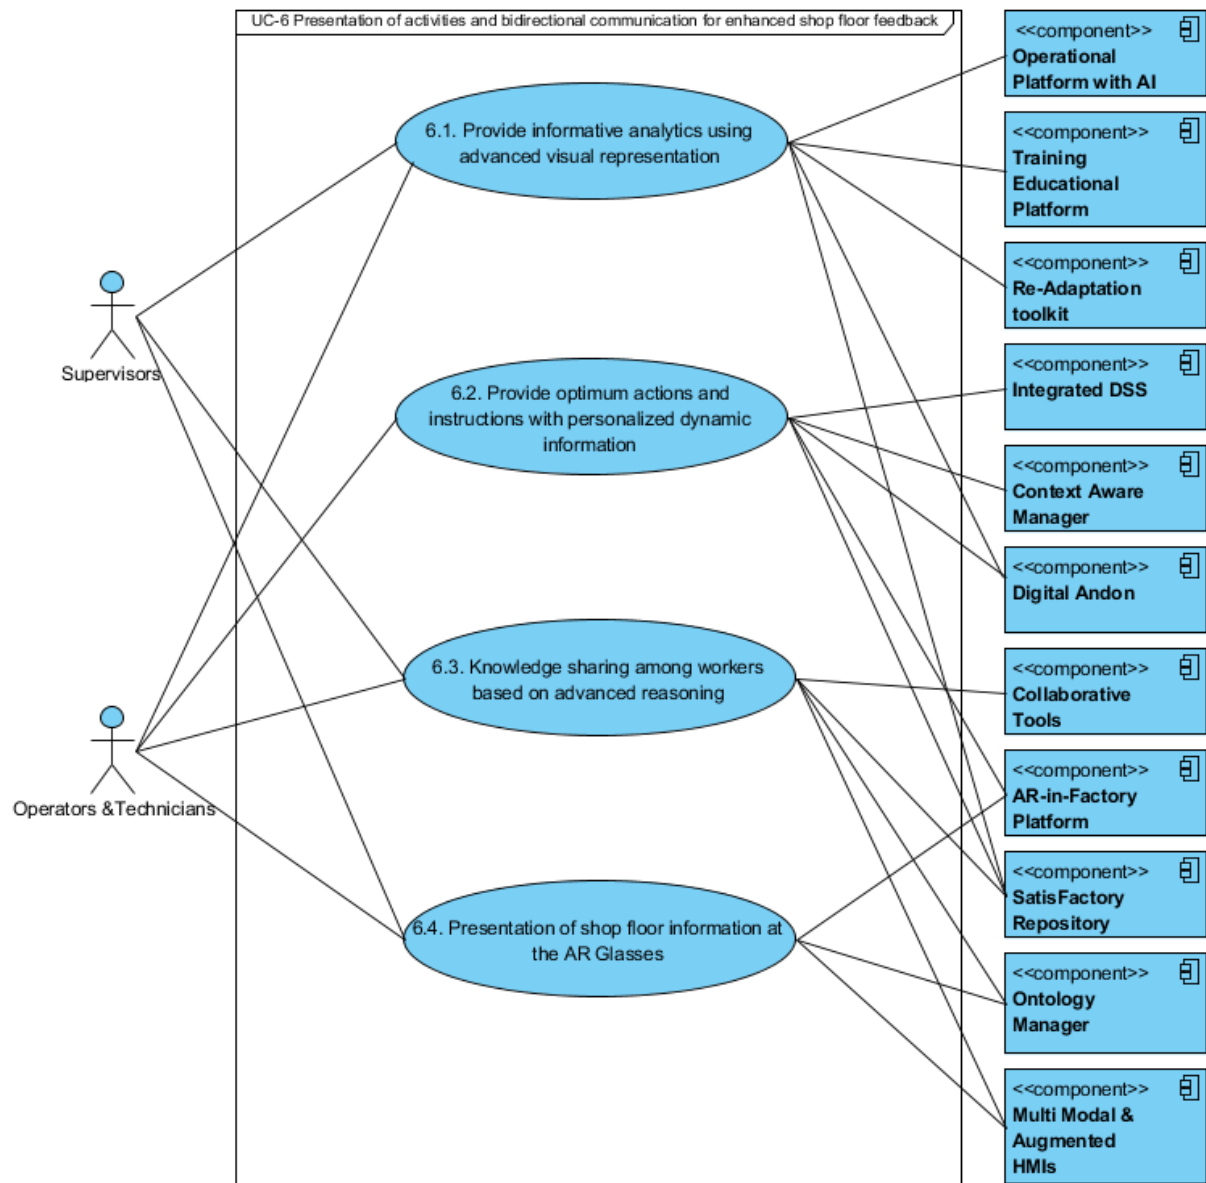 UC-6 Presentation of activities and bidirectional communication for enhanced shop floor feedback
6.1. Provide informative analytics using
advanced visual representation
6.2. Provide optimum actions and
instructions with personalized dynamic
information
6.3. Knowledge sharing among workers
based on advanced reasoning
6.4. Presentation of shop floor information at
the AR Glasses
Supervisors
Operators &Technicians
<<component>>
Operational
Platform with AI
<<component>>
Training
Educational
Platform
<<component>>
Re-Adaptation
toolkit
<<component>>
Integrated DSS
<<component>>
Context Aware
Manager
<<component>>
Digital Andon
<<component>>
Collaborative
Tools
<<component>>
AR-in-Factory
Platform
<<component>>
SatisFactory
Repository
<<component>>
Ontology
Manager
<<component>>
Multi Modal &
Augmented
HMIs